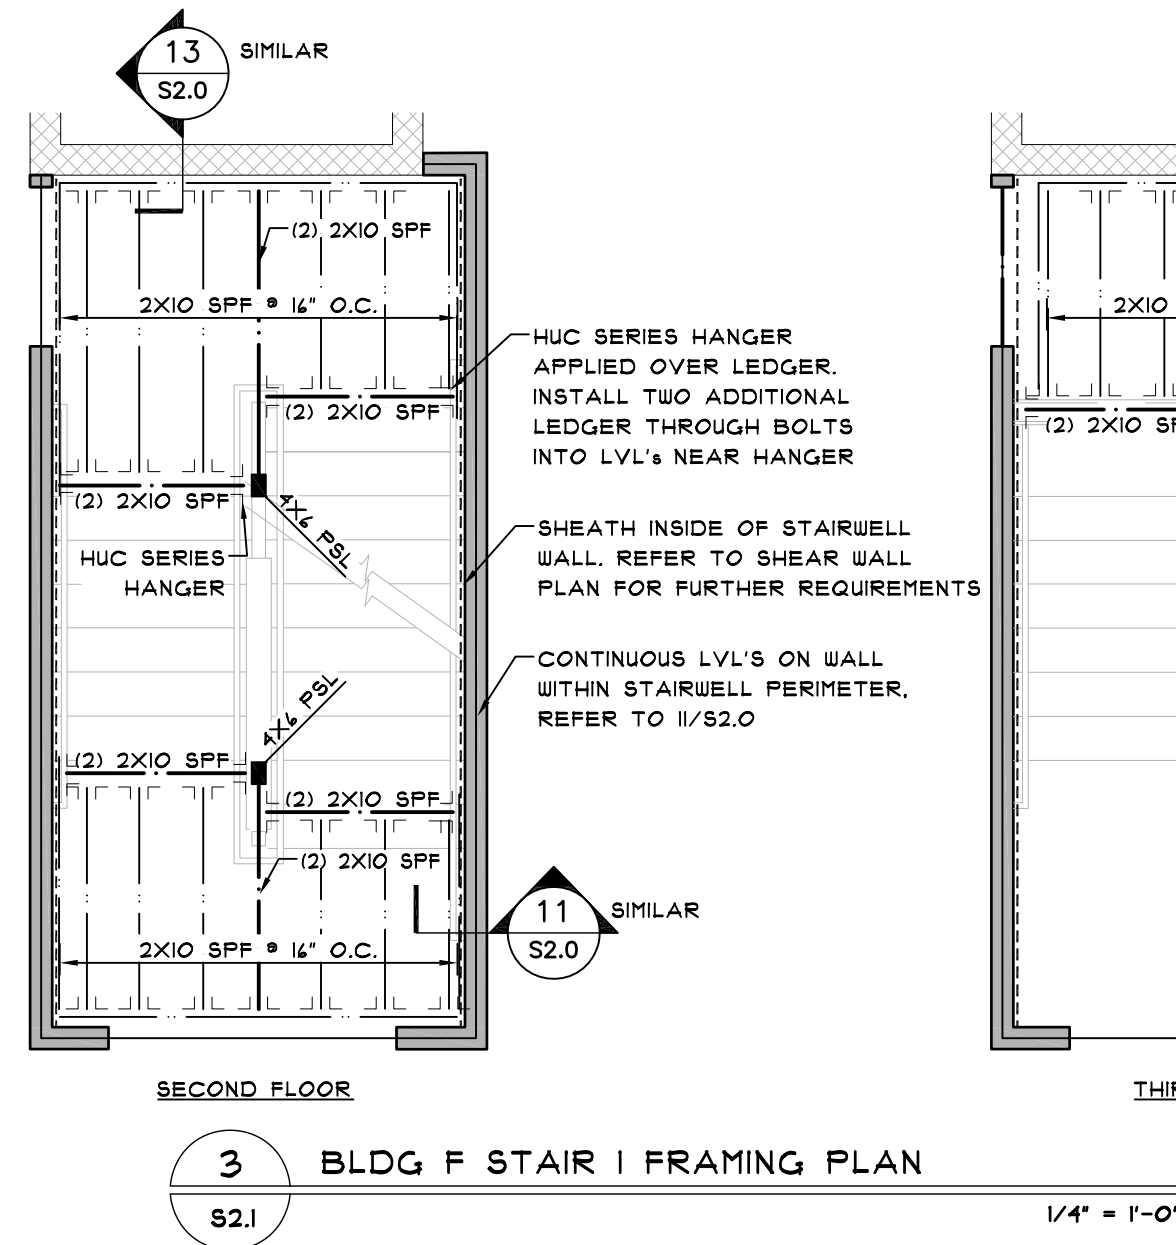 13
S2.0
SIMILAR
(2) 2X10 SPF
2X10 SPF @ 16" O.C.
2X10
HUC SERIES HANGER
APPLIED OVER LEDGER.
INSTALL TWO ADDITIONAL
LEDGER THROUGH BOLTS
INTO LVL's NEAR HANGER
(2) 2X10 SPF
(2) 2X10 SPF
(2) 2X10
4X6 PSL
HUC SERIES
HANGER
SHEATH INSIDE OF STAIRWELL
WALL. REFER TO SHEAR WALL
PLAN FOR FURTHER REQUIREMENTS
CONTINUOUS LVL'S ON WALL
WITHIN STAIRWELL PERIMETER,
REFER TO 11/S2.0
4X6 PSL
(2) 2X10 SPF
(2) 2X10 SPF
(2) 2X10 SPF
11
S2.0
SIMILAR
2X10 SPF @ 16" O.C.
SECOND FLOOR
3
S2.1
BLDG F STAIR 1 FRAMING PLAN
1/4" = 1'-0"